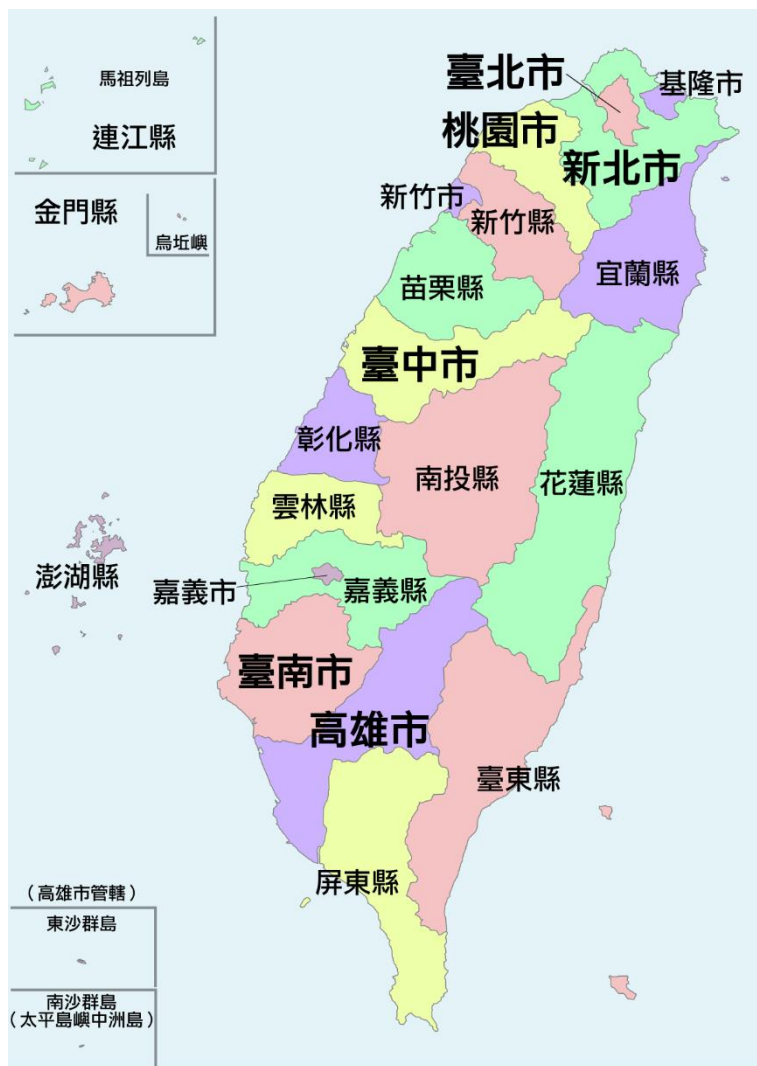 馬祖列島
連江縣
金門縣
烏坵嶼
臺北市
基隆市
桃園市
新北市
新竹市
新竹縣
宜蘭縣
苗栗縣
臺中市
彰化縣
南投縣
花蓮縣
雲林縣
澎湖縣
嘉義市
嘉義縣
臺南市
高雄市
臺東縣
屏東縣
(高雄市管轄)
東沙群島
南沙群島
(太平島嶼中洲島)